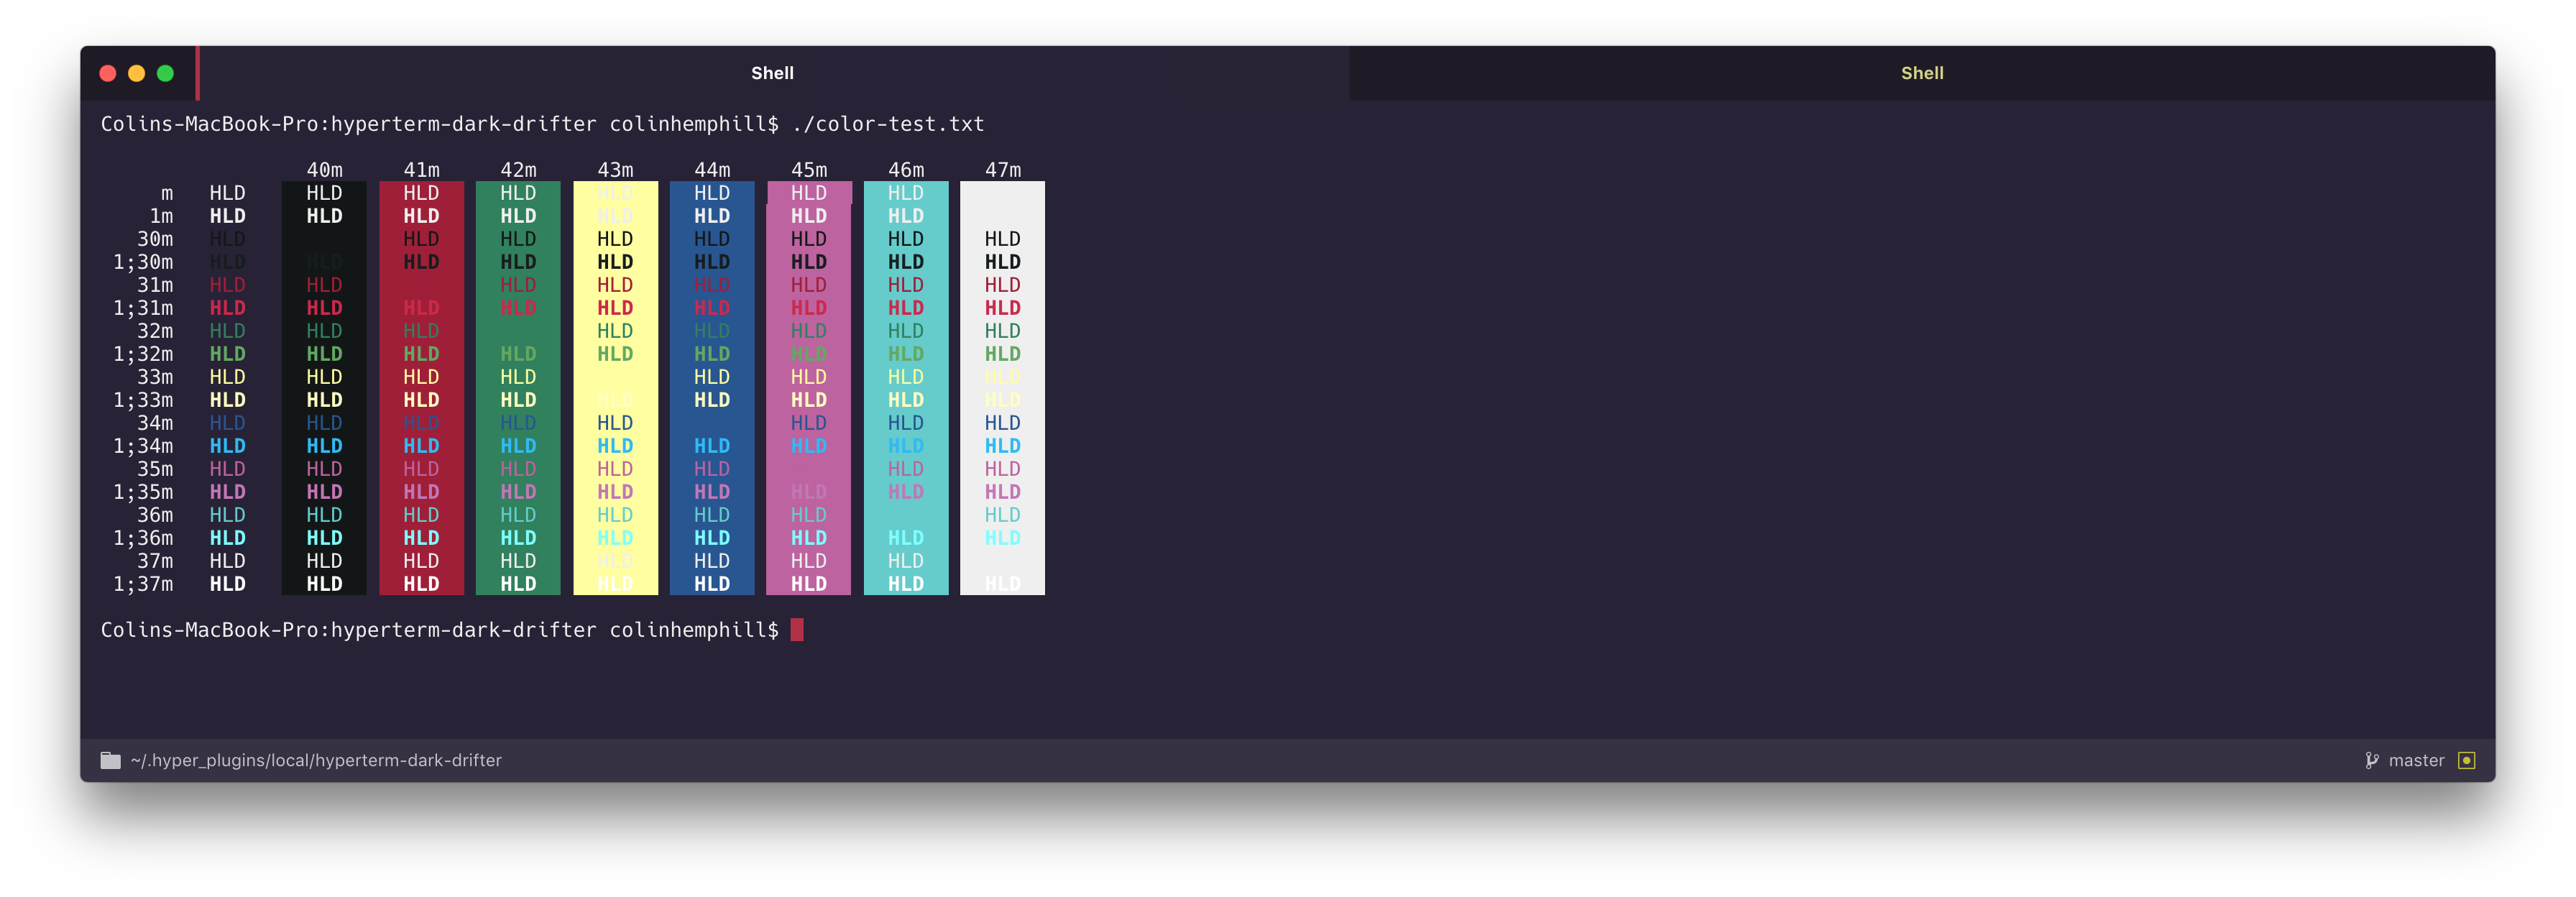 Shell Shell
Colins-MacBook-Pro:hyperterm-dark-drifter colinhemphill$ ./color-test.txt
40m 41m 42m 43m 44m 45m 46m 47m
m HLD HLD HLD HLD HLD HLD HLD HLD
1m HLD HLD HLD HLD HLD HLD HLD HLD
30m HLD HLD HLD HLD HLD HLD HLD HLD
1;30m HLD HLD HLD HLD HLD HLD HLD HLD HLD
31m HLD HLD HLD HLD HLD HLD HLD HLD
1;31m HLD HLD HLD HLD HLD HLD HLD HLD HLD
32m HLD HLD HLD HLD HLD HLD HLD HLD
1;32m HLD HLD HLD HLD HLD HLD HLD HLD HLD
33m HLD HLD HLD HLD HLD HLD HLD HLD
1;33m HLD HLD HLD HLD HLD HLD HLD HLD HLD
34m HLD HLD HLD HLD HLD HLD HLD HLD
1;34m HLD HLD HLD HLD HLD HLD HLD HLD HLD
35m HLD HLD HLD HLD HLD HLD HLD HLD
1;35m HLD HLD HLD HLD HLD HLD HLD HLD HLD
36m HLD HLD HLD HLD HLD HLD HLD HLD
1;36m HLD HLD HLD HLD HLD HLD HLD HLD HLD
37m HLD HLD HLD HLD HLD HLD HLD HLD
1;37m HLD HLD HLD HLD HLD HLD HLD HLD HLD
Colins-MacBook-Pro:hyperterm-dark-drifter colinhemphill$
~/.hyper_plugins/local/hyperterm-dark-drifter master